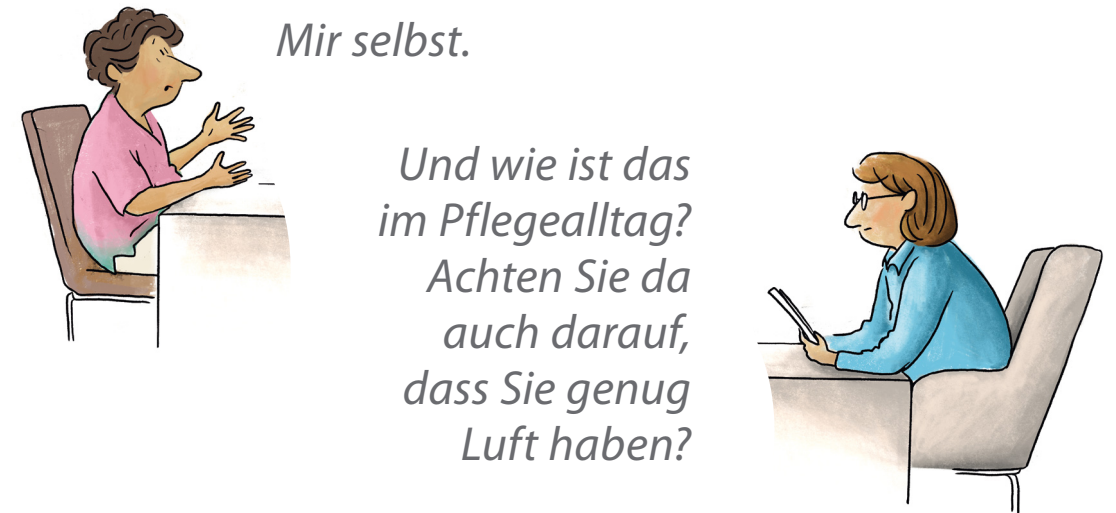 Mir selbst.
Und wie ist das
im Pflegealltag?
Achten Sie da
auch darauf,
dass Sie genug
Luft haben?